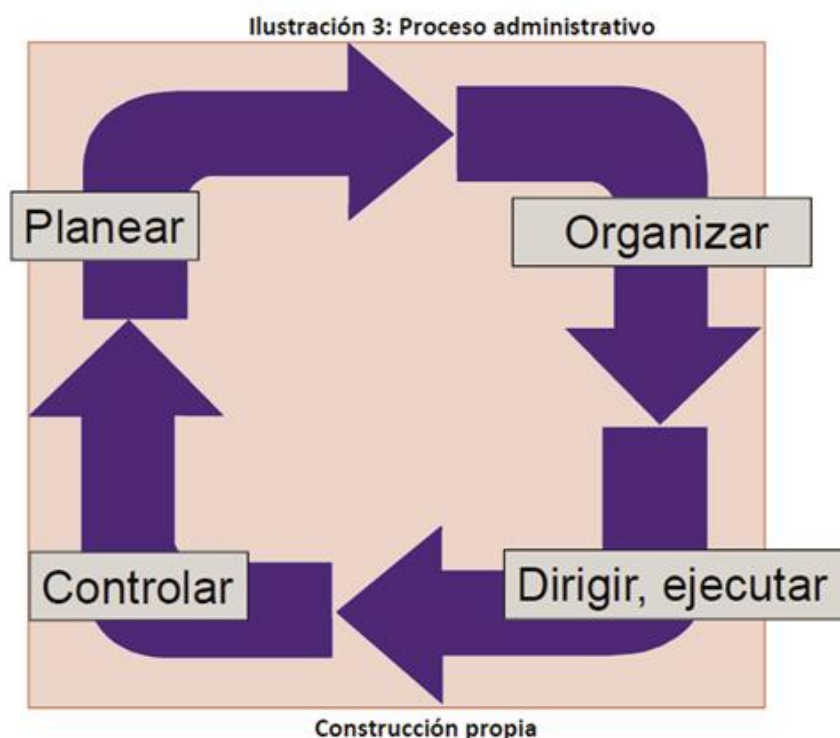 Ilustración 3: Proceso administrativo
Planear
Organizar
Controlar
Dirigir, ejecutar
Construcción propia